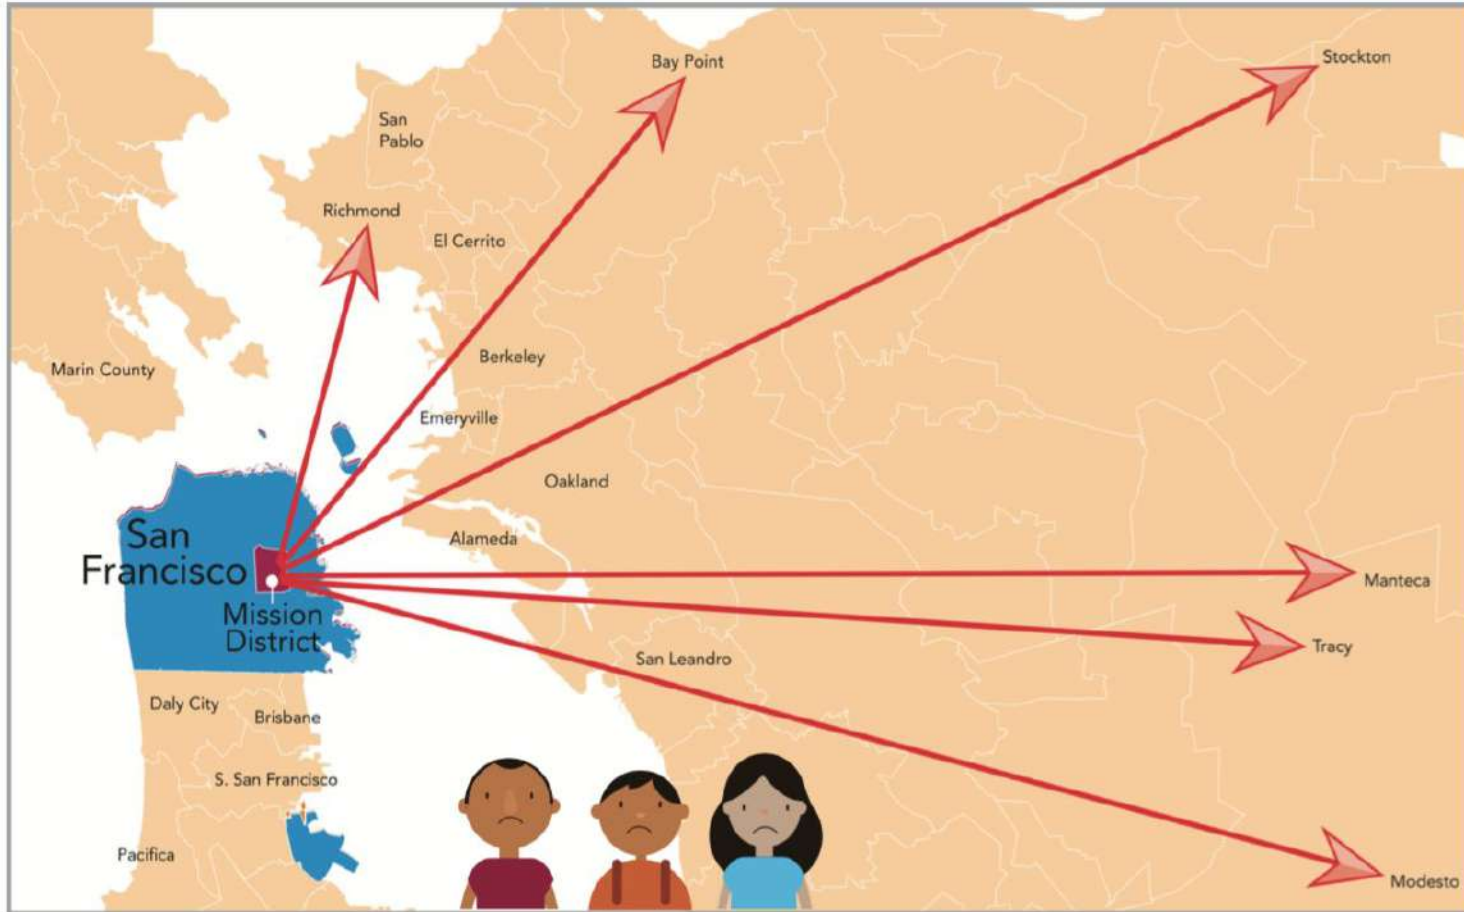 Bay Point
Stockton
San
Pablo
Richmond
El Cerrito
Marin County
Berkeley
Emeryville
Oakland
San
Francisco
Alameda
Manteca
Mission
District
Tracy
San Leandro
Daly City
Brisbane
S. San Francisco
Pacifica
Modesto